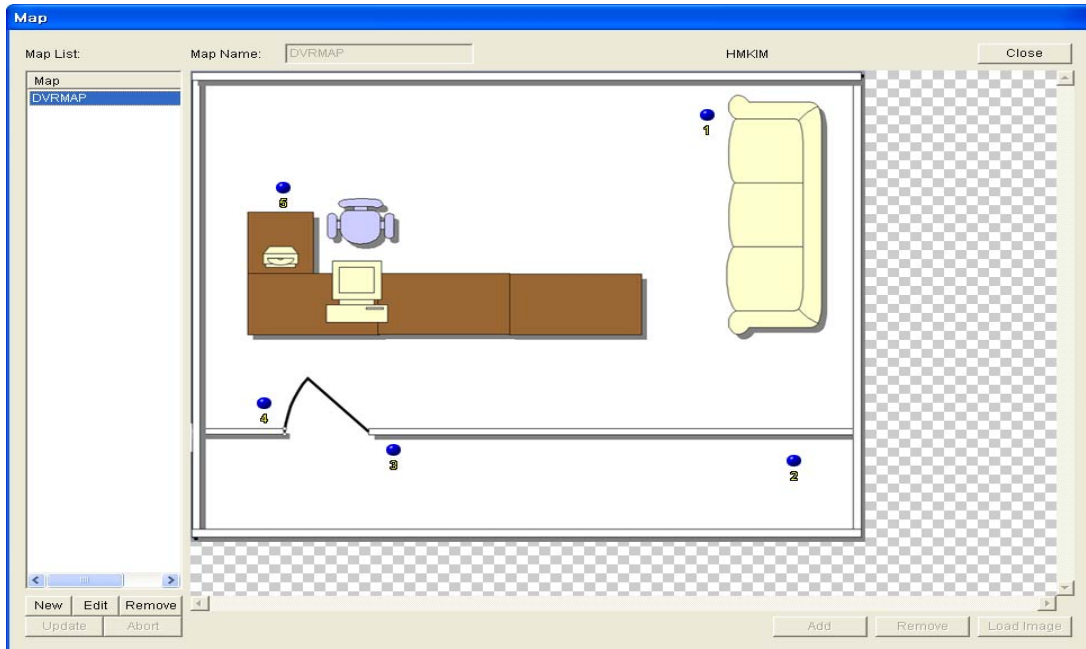 Map
Map List: Map Name: DVRMAP HMKIM Close
Map
DVRMAP
1
5
4
3
2
New Edit Remove
Update Abort Add Remove Load Image